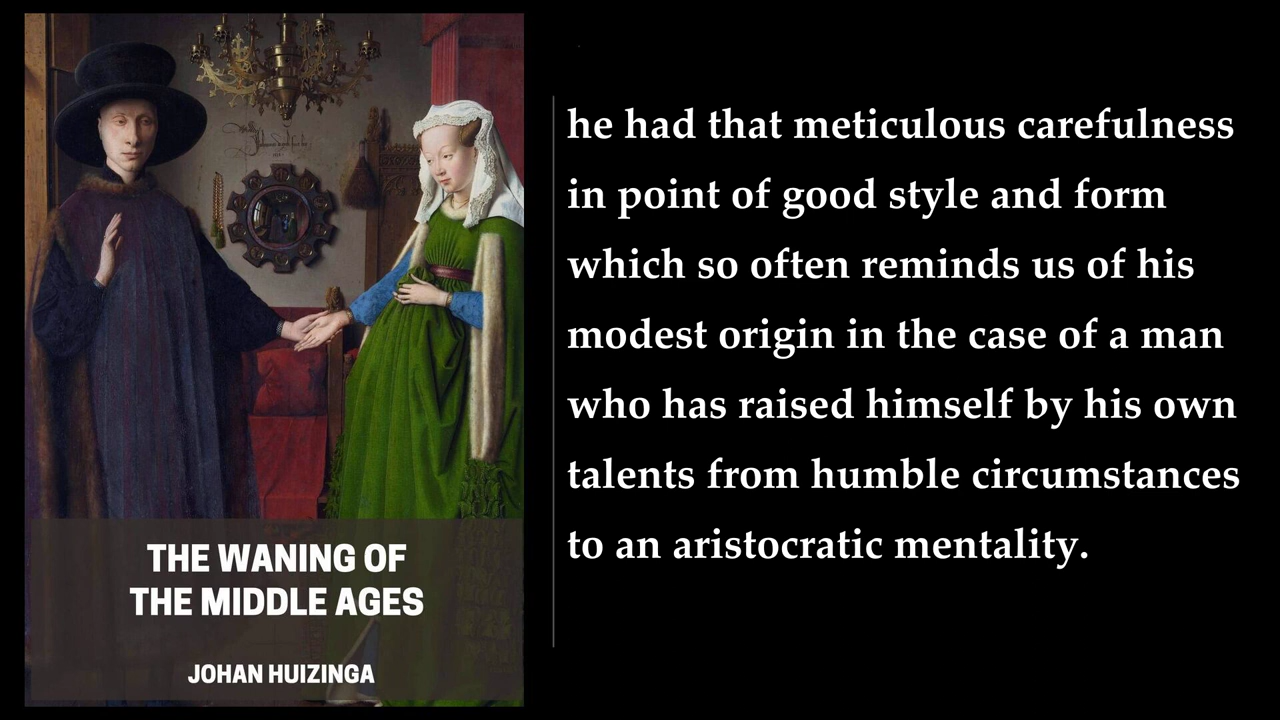 THE WANING OF
THE MIDDLE AGES
JOHAN HUIZINGA
he had that meticulous carefulness
in point of good style and form
which so often reminds us of his
modest origin in the case of a man
who has raised himself by his own
talents from humble circumstances
to an aristocratic mentality.